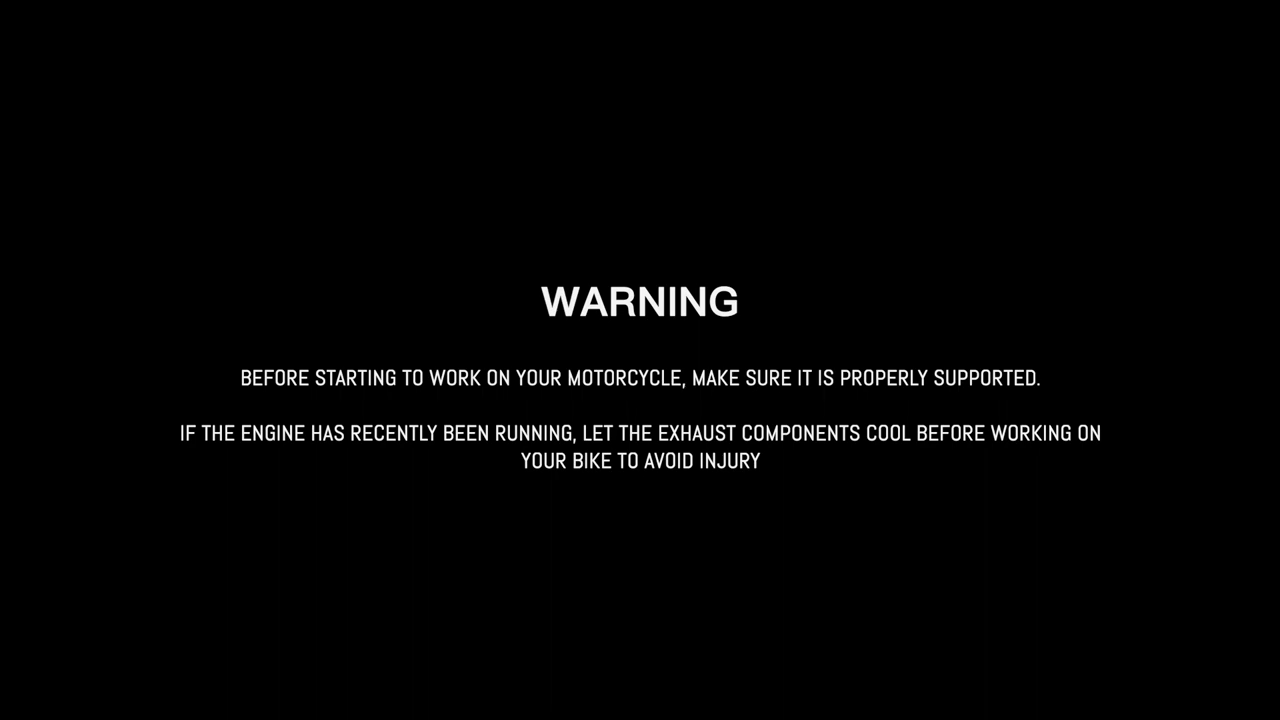 WARNING
BEFORE STARTING TO WORK ON YOUR MOTORCYCLE, MAKE SURE IT IS PROPERLY SUPPORTED.
IF THE ENGINE HAS RECENTLY BEEN RUNNING, LET THE EXHAUST COMPONENTS COOL BEFORE WORKING ON
YOUR BIKE TO AVOID INJURY